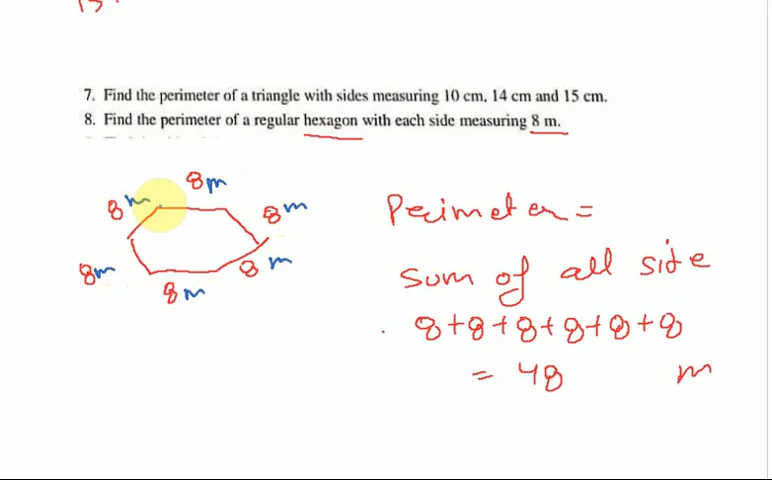 7. Find the perimeter of a triangle with sides measuring 10 cm, 14 cm and 15 cm.
8. Find the perimeter of a regular hexagon with each side measuring 8 m.
8m
8m
8m
8m
8m
8m
Perimeter =
Sum of all side
8+8+8+8+8+8
= 48 m